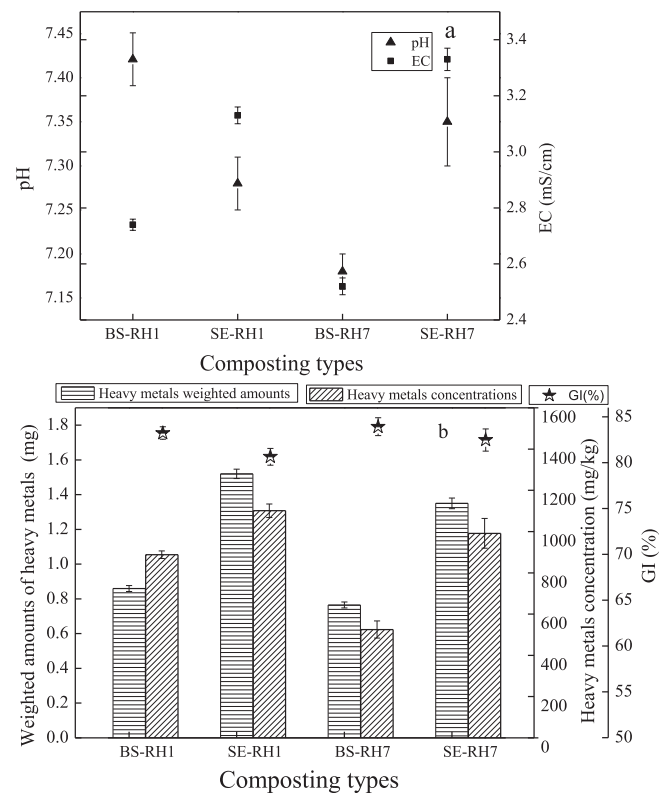 a
pH
EC
7.45
7.40
7.35
7.30
7.25
7.20
7.15
pH
3.4
3.2
3.0
2.8
2.6
2.4
EC (mS/cm)
BS-RH1 SE-RH1 BS-RH7 SE-RH7
Composting types
Heavy metals weighted amounts Heavy metals concentrations GI(%)
b
1.8
1.6
1.4
1.2
1.0
0.8
0.6
0.4
0.2
0.0
Weighted amounts of heavy metals (mg)
1600
1400
1200
1000
800
600
400
200
0
Heavy metals concentration (mg/kg)
85
80
75
70
65
60
55
50
GI (%)
BS-RH1 SE-RH1 BS-RH7 SE-RH7
Composting types